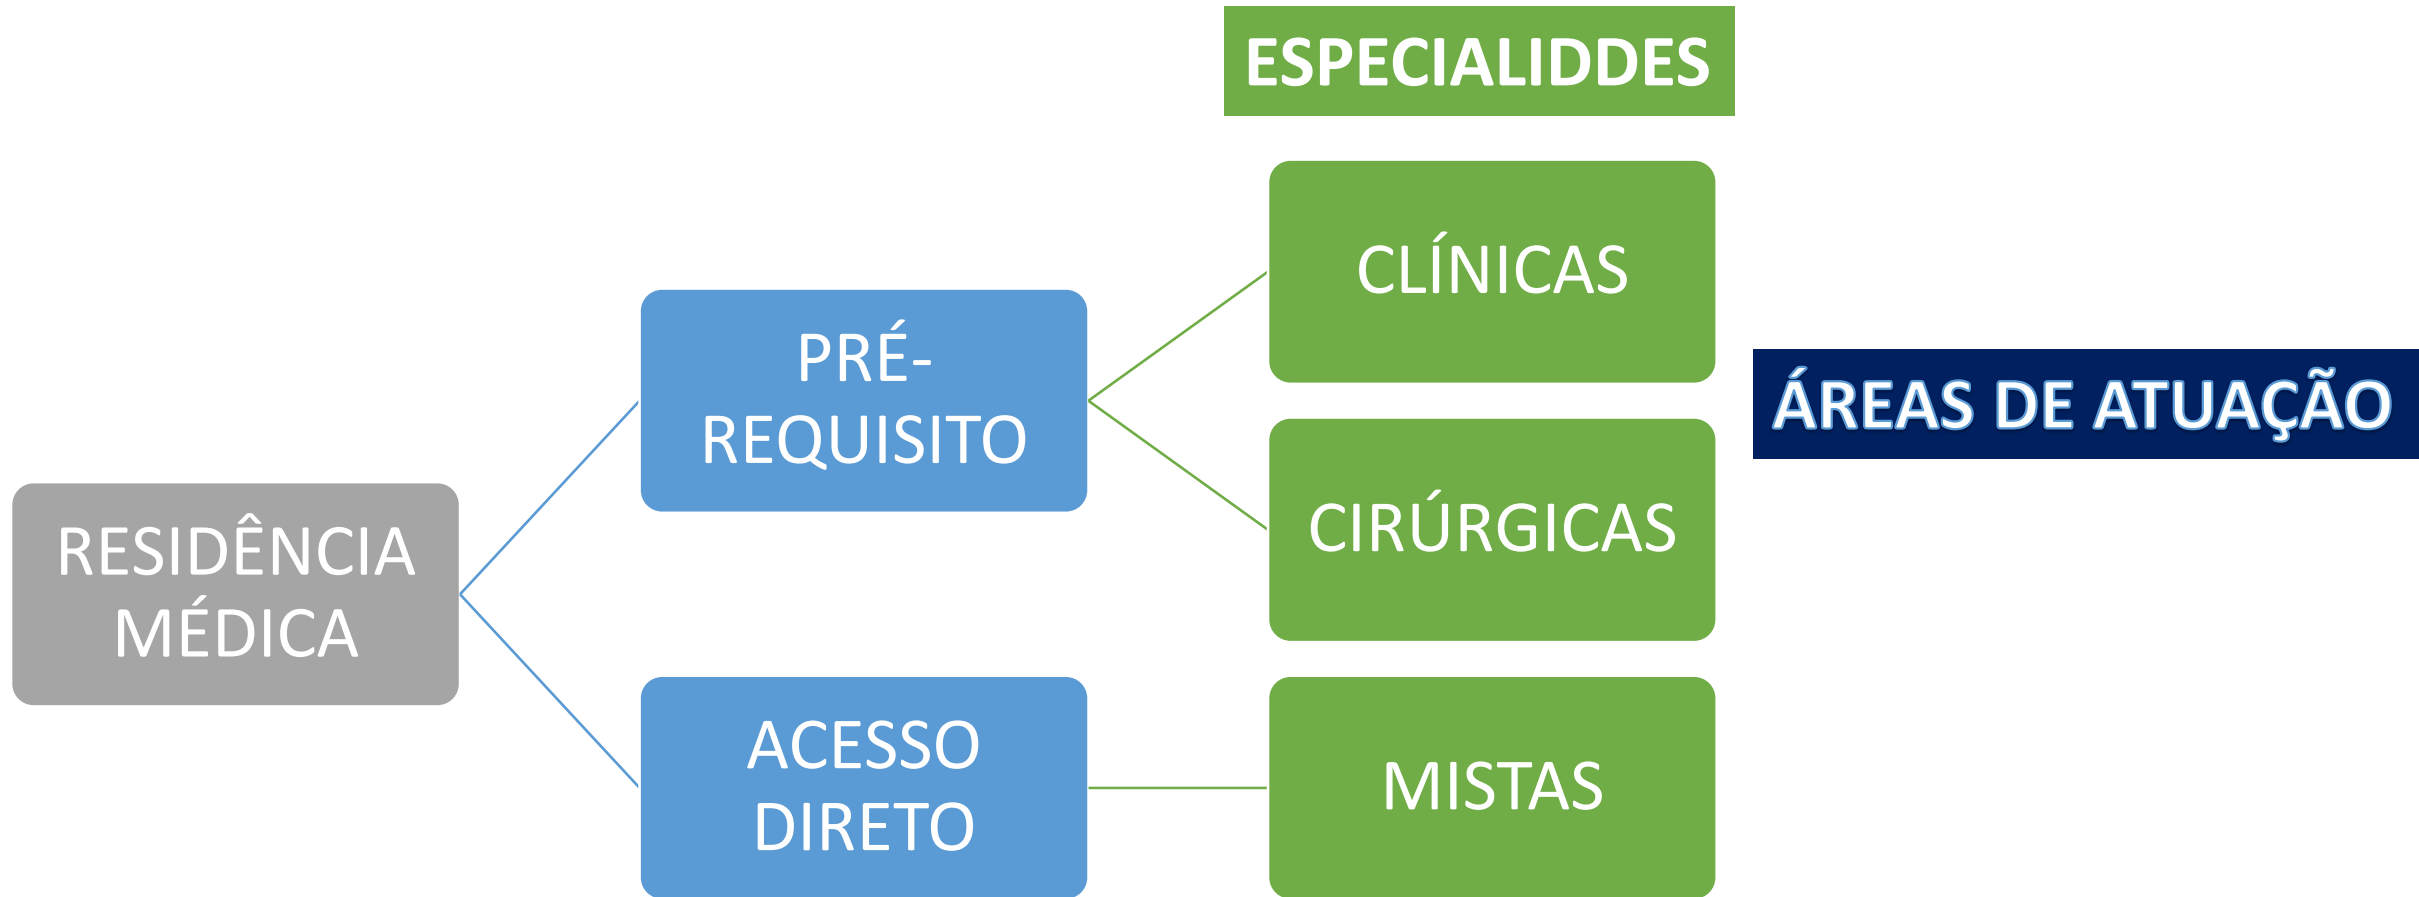 ESPECIALIDDES
CLÍNICAS
PRÉ-
REQUISITO
ÁREAS DE ATUAÇÃO
CIRÚRGICAS
RESIDÊNCIA
MÉDICA
ACESSO
DIRETO
MISTAS